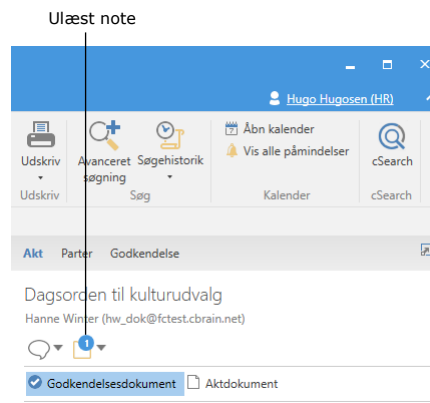 Ulæst note
Hugo Hugosen (HR)
Udskriv
Avanceret søgning
Søgehistorik
Åbn kalender
Vis alle påmindelser
cSearch
Udskriv
Søg
Kalender
cSearch
Akt
Parter
Godkendelse
Dagsorden til kulturudvalg
Hanne Winter (hw_dok@fctest.cbrain.net)
1
Godkendelsesdokument
Aktdokument